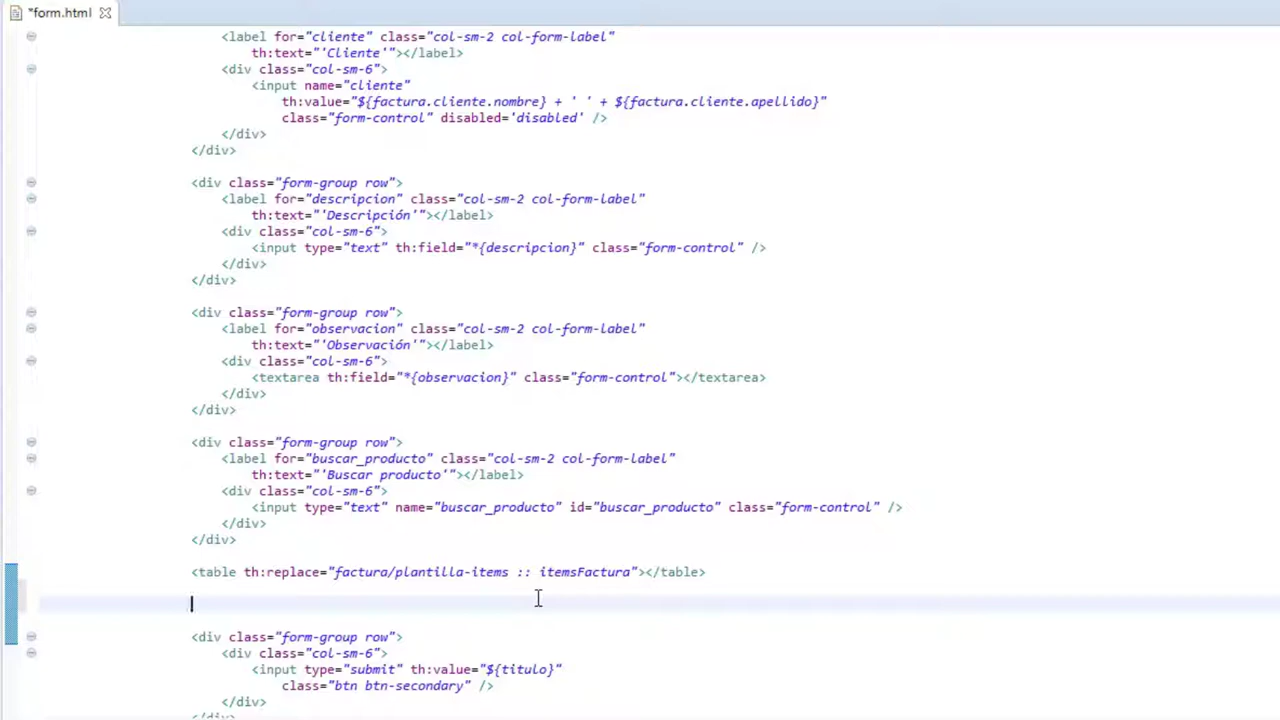 *form.html
<label for="cliente" class="col-sm-2 col-form-label"
th:text="'Cliente'"></label>
<div class="col-sm-6">
<input name="cliente"
th:value="${factura.cliente.nombre} + ' ' + ${factura.cliente.apellido}"
class="form-control" disabled='disabled' />
</div>
</div>
<div class="form-group row">
<label for="descripcion" class="col-sm-2 col-form-label"
th:text="'Descripción'"></label>
<div class="col-sm-6">
<input type="text" th:field="*{descripcion}" class="form-control" />
</div>
</div>
<div class="form-group row">
<label for="observacion" class="col-sm-2 col-form-label"
th:text="'Observación'"></label>
<div class="col-sm-6">
<textarea th:field="*{observacion}" class="form-control"></textarea>
</div>
</div>
<div class="form-group row">
<label for="buscar_producto" class="col-sm-2 col-form-label"
th:text="'Buscar producto'"></label>
<div class="col-sm-6">
<input type="text" name="buscar_producto" id="buscar_producto" class="form-control" />
</div>
</div>
<table th:replace="factura/plantilla-items :: itemsFactura"></table>
<div class="form-group row">
<div class="col-sm-6">
<input type="submit" th:value="${titulo}"
class="btn btn-secondary" />
</div>
</div>